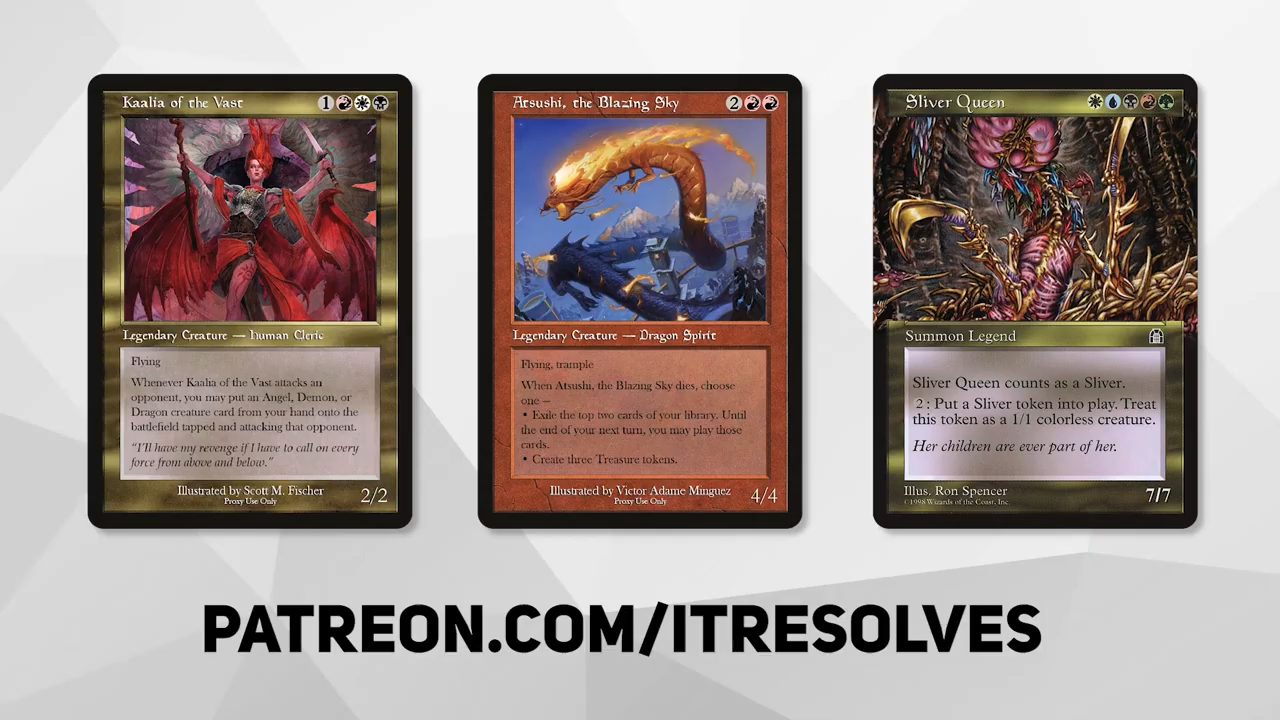 Kaalia of the Vast 1
Legendary Creature — Human Cleric
Flying
Whenever Kaalia of the Vast attacks an
opponent, you may put an Angel, Demon, or
Dragon creature card from your hand onto the
battlefield tapped and attacking that opponent.
"I'll have my revenge if I have to call on every
force from above and below."
Illustrated by Scott M. Fischer
Proxy Use Only
2/2
Atsushi, the Blazing Sky 2
Legendary Creature — Dragon Spirit
Flying, trample
When Atsushi, the Blazing Sky dies, choose
one —
• Exile the top two cards of your library. Until
the end of your next turn, you may play those
cards.
• Create three Treasure tokens.
Illustrated by Victor Adame Minguez
Proxy Use Only
4/4
Sliver Queen
Summon Legend
Sliver Queen counts as a Sliver.
2: Put a Sliver token into play. Treat
this token as a 1/1 colorless creature.
Her children are ever part of her.
Illus. Ron Spencer
©1998 Wizards of the Coast, Inc.
7/7
PATREON.COM/ITRESOLVES